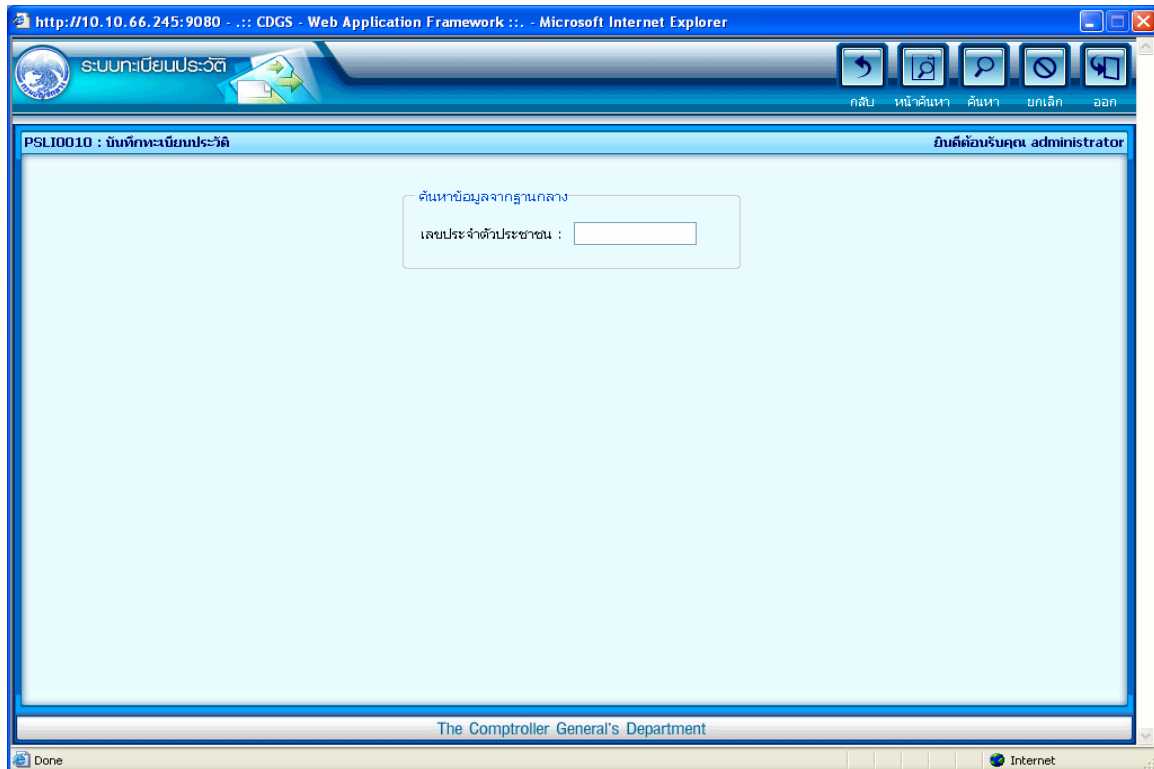 http://10.10.66.245:9080 - .:: CDGS - Web Application Framework ::. - Microsoft Internet Explorer
ระบบทะเบียนประวัติ
กลับ หน้าค้นหา ค้นหา ยกเลิก ออก
PSLI0010 : บันทึกทะเบียนประวัติ ยินดีต้อนรับคุณ administrator
ค้นหาข้อมูลจากฐานกลาง
เลขประจำตัวประชาชน :
The Comptroller General's Department
Done Internet